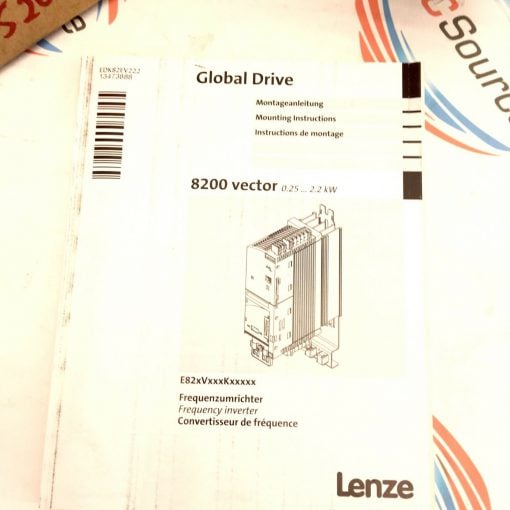 EDK82EV222
13473888
Global Drive
Montageanleitung
Mounting Instructions
Instructions de montage
8200 vector 0.25 ... 2.2 kW
E82xVxxxKxxxxx
Frequenzumrichter
Frequency inverter
Convertisseur de fréquence
Lenze
C Source